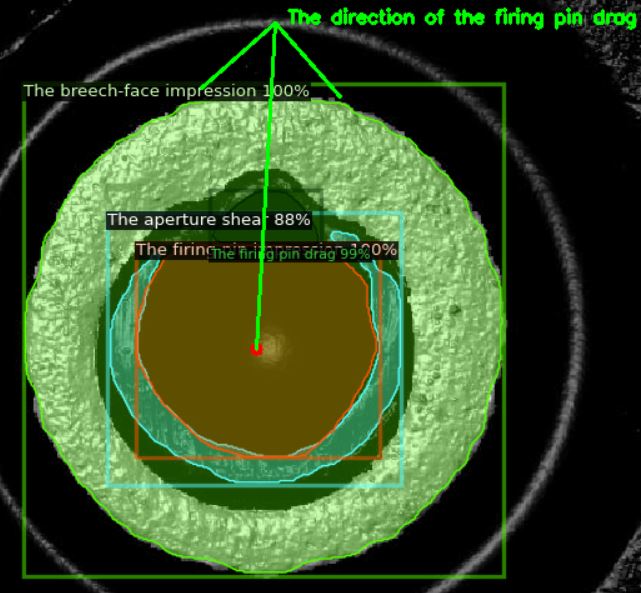 The direction of the firing pin drag
The breech-face impression 100%
The aperture shear 88%
The firing pin impression 100%
The firing pin drag 99%